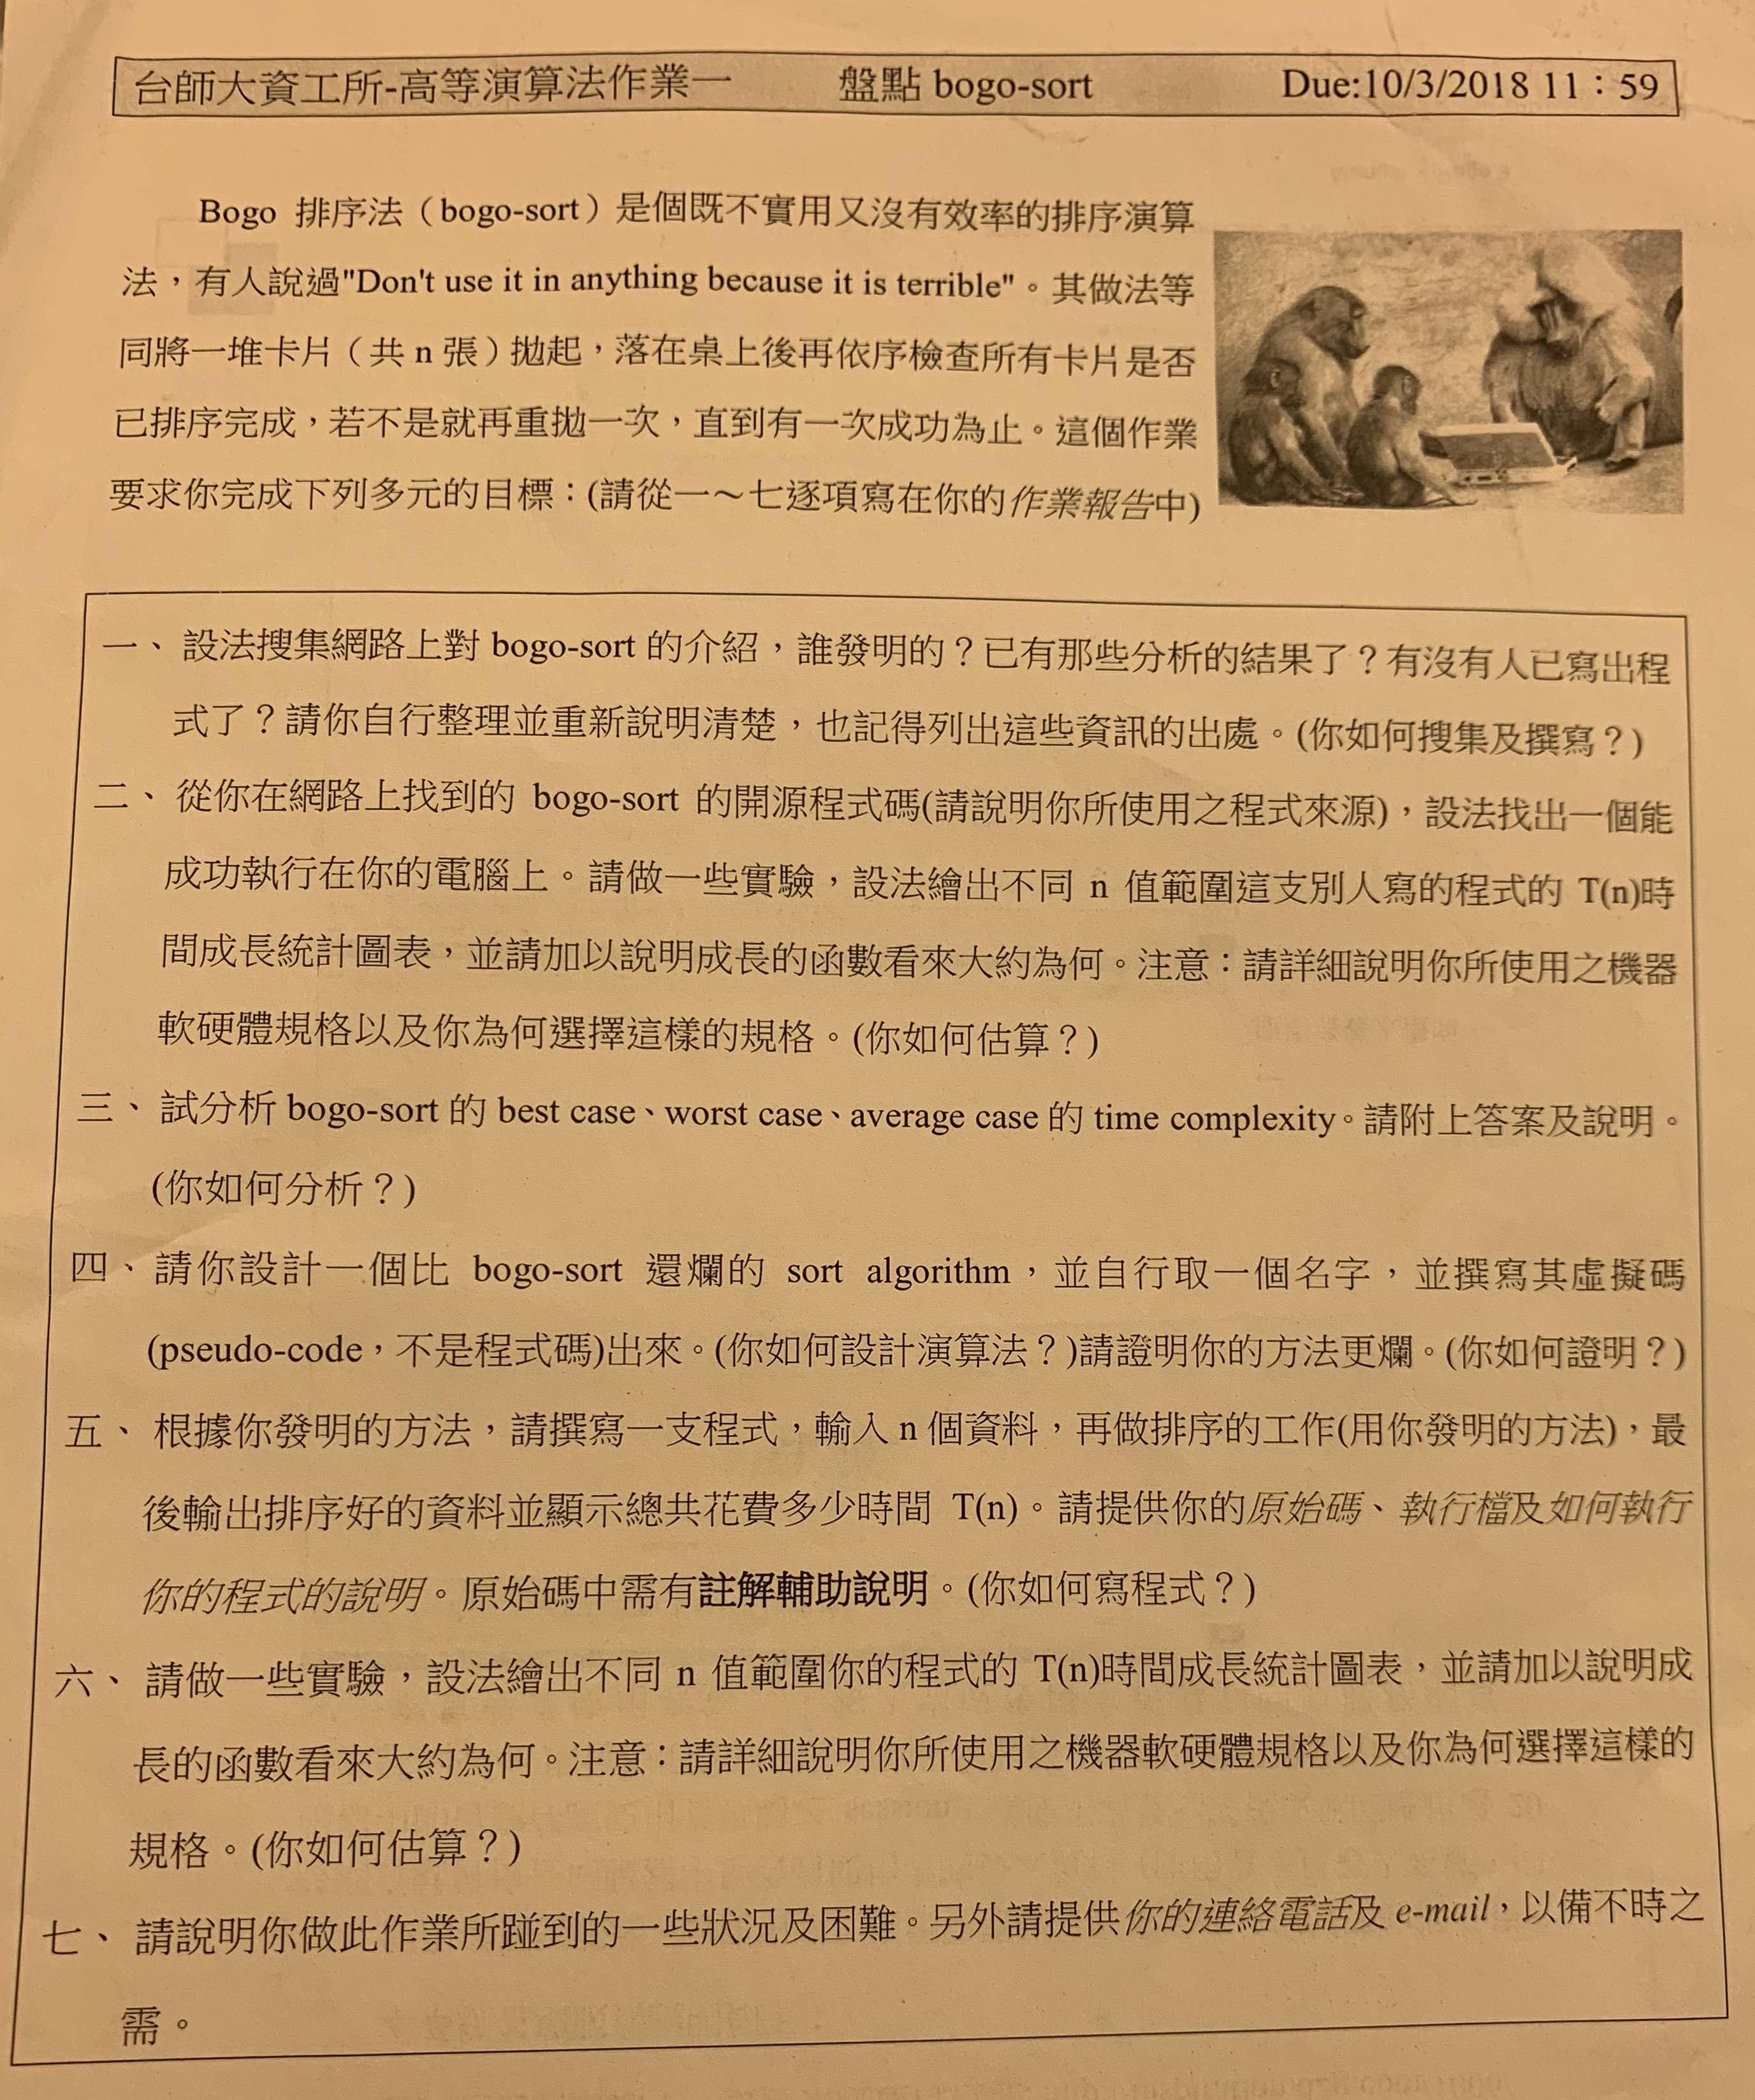 台師大資工所-高等演算法作業一 盤點 bogo-sort Due:10/3/2018 11：59
Bogo 排序法（bogo-sort）是個既不實用又沒有效率的排序演算
法，有人說過"Don't use it in anything because it is terrible"。其做法等
同將一堆卡片（共 n 張）拋起，落在桌上後再依序檢查所有卡片是否
已排序完成，若不是就再重拋一次，直到有一次成功為止。這個作業
要求你完成下列多元的目標：(請從一～七逐項寫在你的作業報告中)
一、設法搜集網路上對 bogo-sort 的介紹，誰發明的？已有那些分析的結果了？有沒有人已寫出程
式了？請你自行整理並重新說明清楚，也記得列出這些資訊的出處。(你如何搜集及撰寫？)
二、從你在網路上找到的 bogo-sort 的開源程式碼(請說明你所使用之程式來源)，設法找出一個能
成功執行在你的電腦上。請做一些實驗，設法繪出不同 n 值範圍這支別人寫的程式的 T(n)時
間成長統計圖表，並請加以說明成長的函數看來大約為何。注意：請詳細說明你所使用之機器
軟硬體規格以及你為何選擇這樣的規格。(你如何估算？)
三、試分析 bogo-sort 的 best case、worst case、average case 的 time complexity。請附上答案及說明。
(你如何分析？)
四、請你設計一個比 bogo-sort 還爛的 sort algorithm，並自行取一個名字，並撰寫其虛擬碼
(pseudo-code，不是程式碼)出來。(你如何設計演算法？)請證明你的方法更爛。(你如何證明？)
五、根據你發明的方法，請撰寫一支程式，輸入 n 個資料，再做排序的工作(用你發明的方法)，最
後輸出排序好的資料並顯示總共花費多少時間 T(n)。請提供你的原始碼、執行檔及如何執行
你的程式的說明。原始碼中需有註解輔助說明。(你如何寫程式？)
六、請做一些實驗，設法繪出不同 n 值範圍你的程式的 T(n)時間成長統計圖表，並請加以說明成
長的函數看來大約為何。注意：請詳細說明你所使用之機器軟硬體規格以及你為何選擇這樣的
規格。(你如何估算？)
七、請說明你做此作業所踫到的一些狀況及困難。另外請提供你的連絡電話及 e-mail，以備不時之
需。